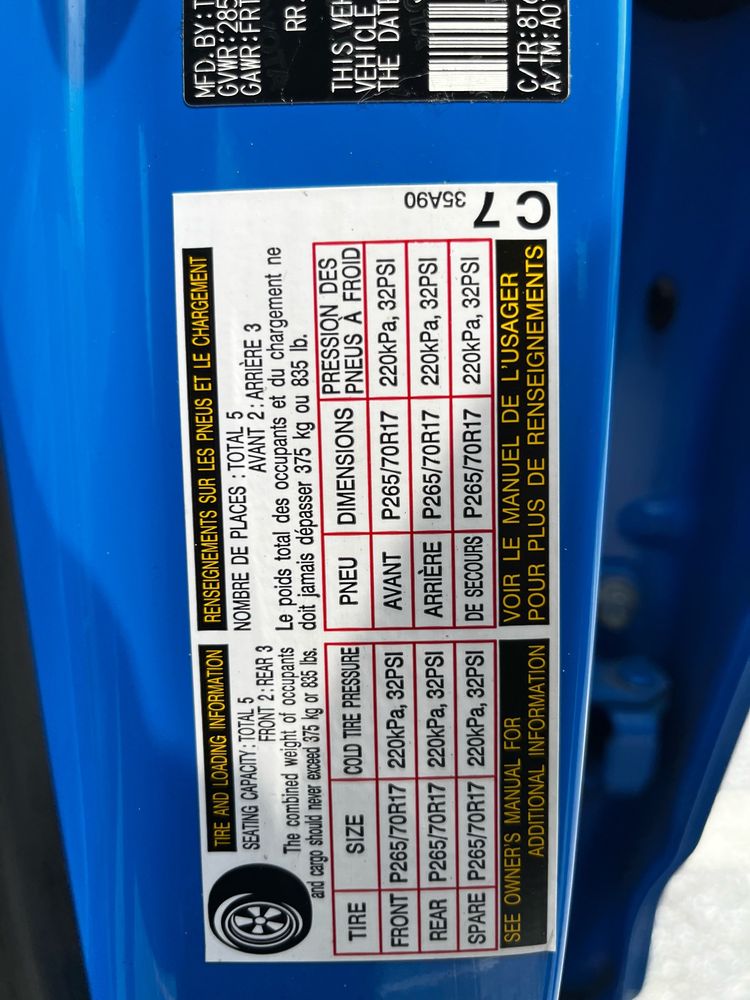 MFD.BY:T
GVWR:285
GAWR:FRT
RR.
THIS VEH
VEHICLE
THE DATE
C/TR:8T6
A/TM:A01
TIRE AND LOADING INFORMATION
SEATING CAPACITY: TOTAL 5
FRONT 2: REAR 3
The combined weight of occupants
and cargo should never exceed 375 kg or 835 lbs.
TIRE SIZE COLD TIRE PRESSURE
FRONT P265/70R17 220kPa, 32PSI
REAR P265/70R17 220kPa, 32PSI
SPARE P265/70R17 220kPa, 32PSI
SEE OWNER'S MANUAL FOR
ADDITIONAL INFORMATION
RENSEIGNEMENTS SUR LES PNEUS ET LE CHARGEMENT
NOMBRE DE PLACES : TOTAL 5
AVANT 2 : ARRIÈRE 3
Le poids total des occupants et du chargement ne
doit jamais dépasser 375 kg ou 835 lb.
PNEU DIMENSIONS PRESSION DES
PNEUS À FROID
AVANT P265/70R17 220kPa, 32PSI
ARRIÈRE P265/70R17 220kPa, 32PSI
DE SECOURS P265/70R17 220kPa, 32PSI
VOIR LE MANUEL DE L'USAGER
POUR PLUS DE RENSEIGNEMENTS
35A90
C 7